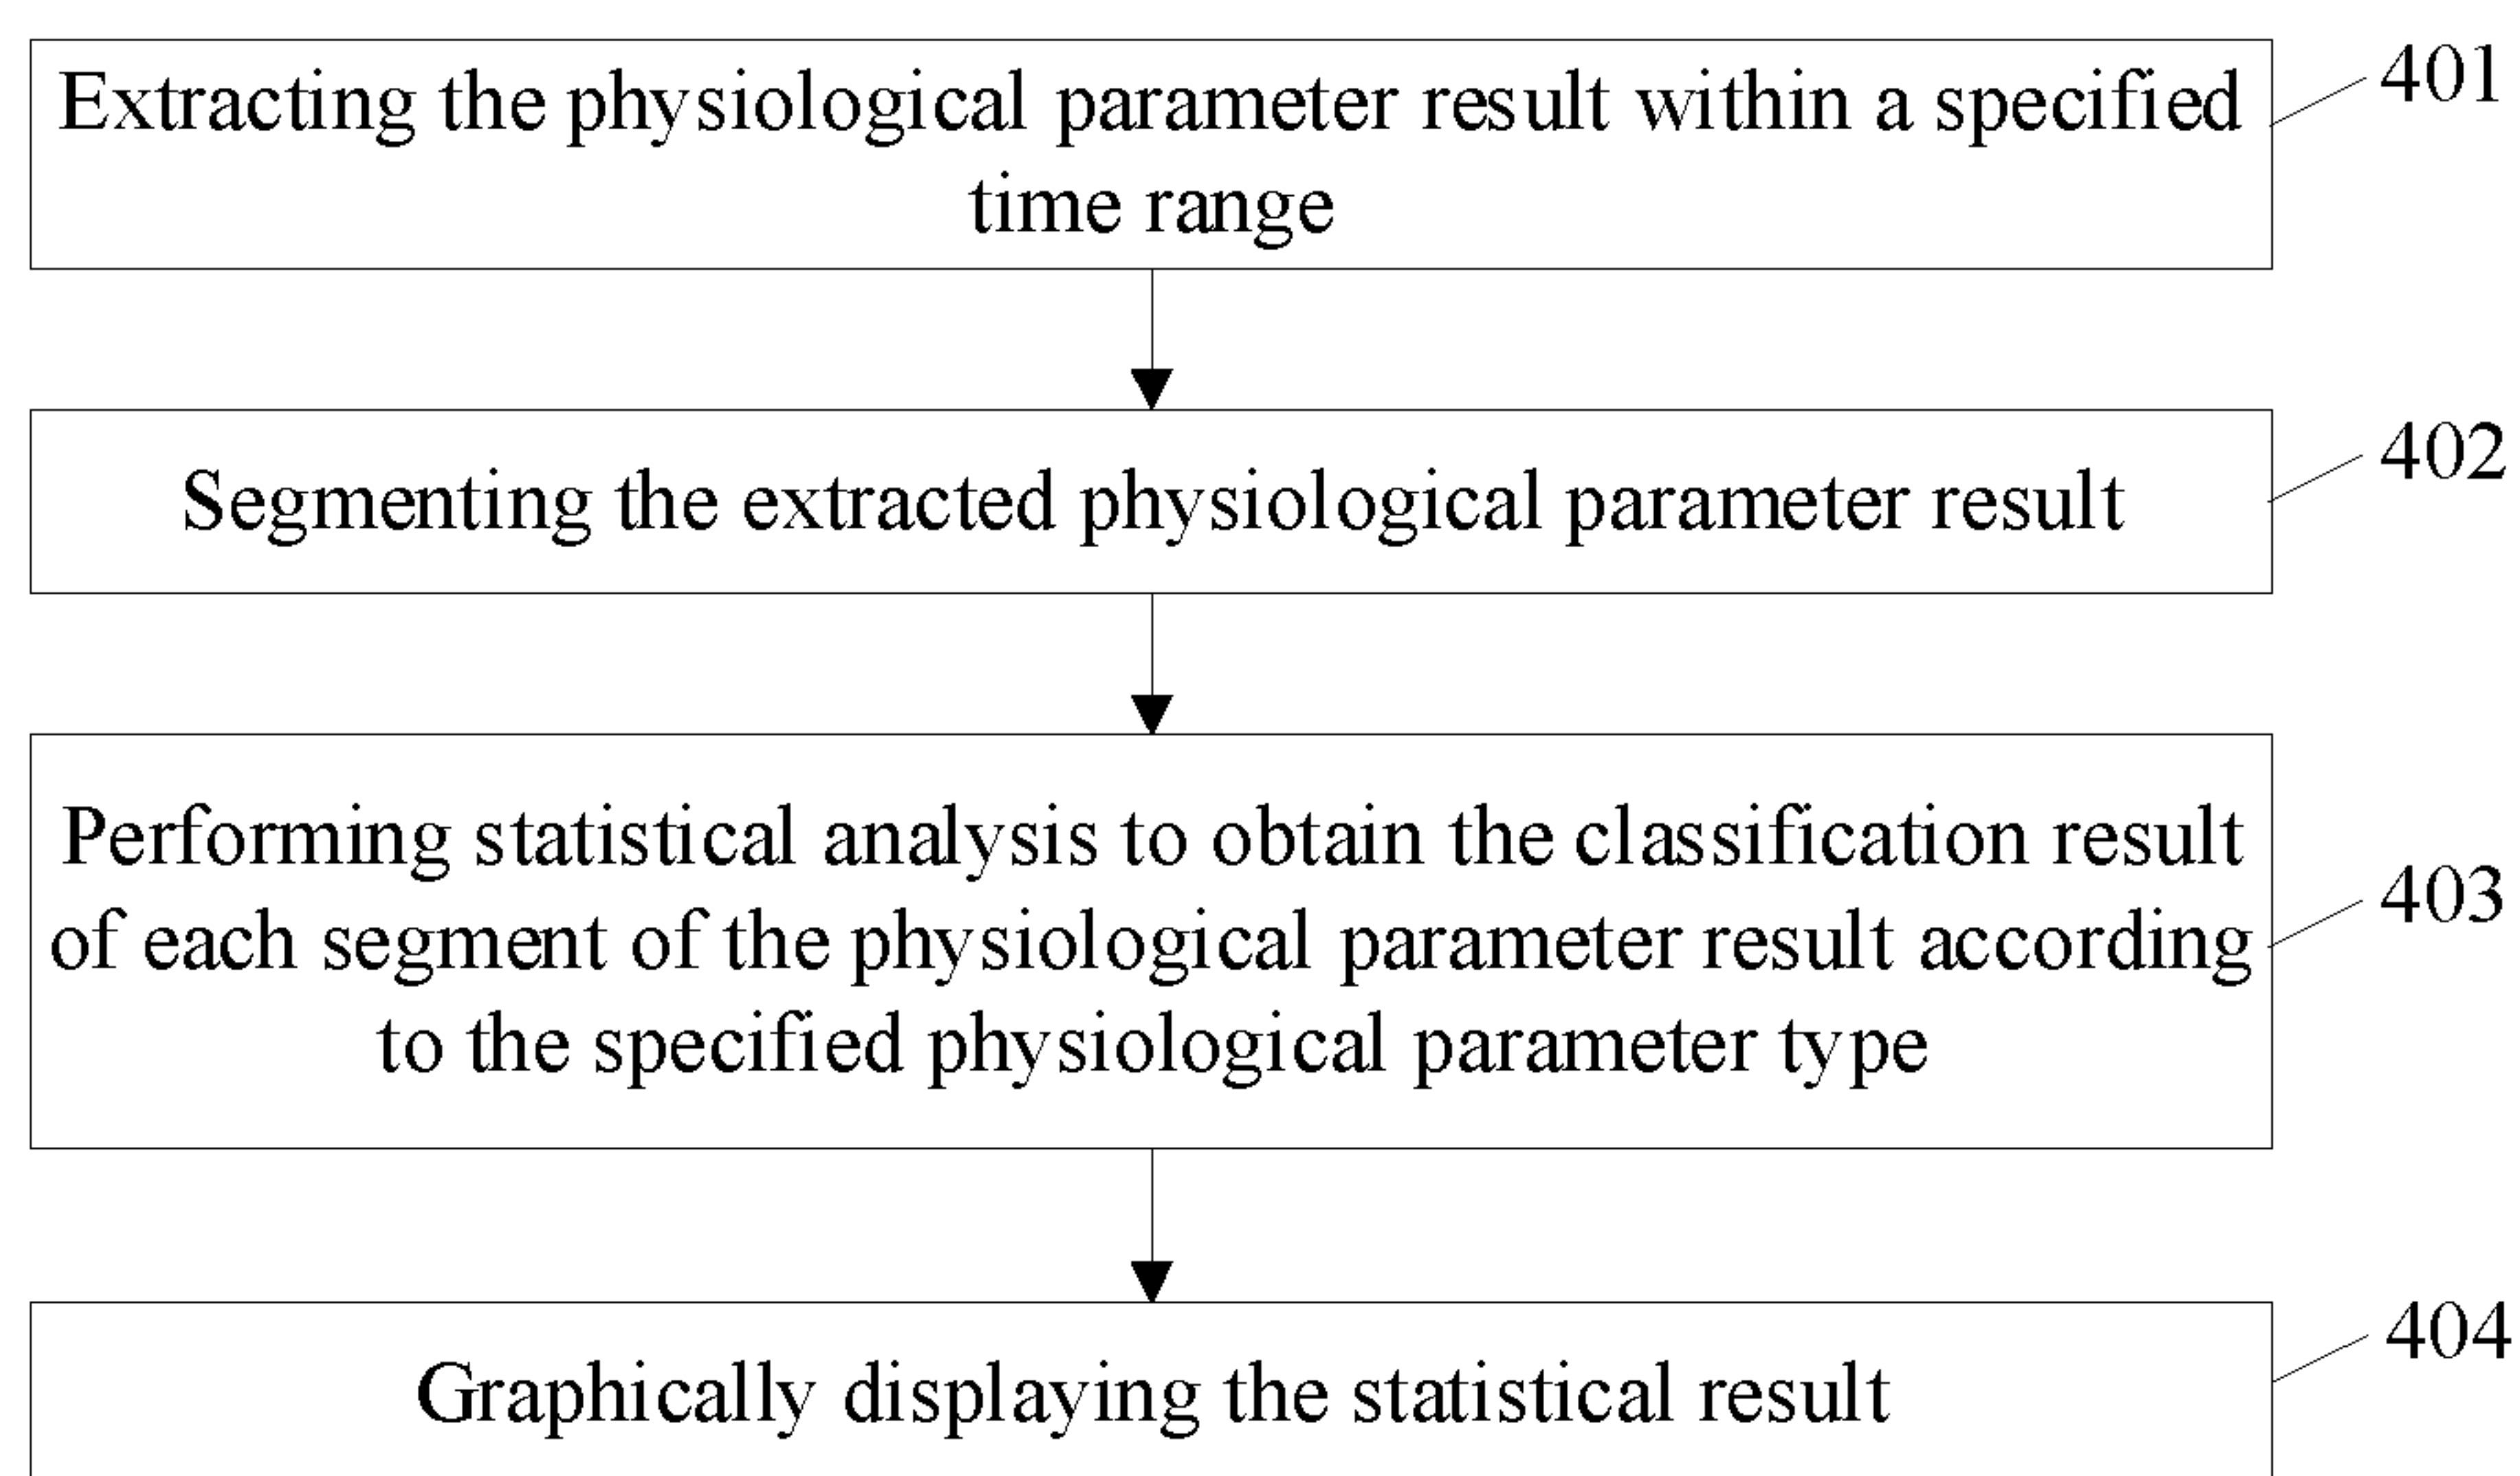 Extracting the physiological parameter result within a specified
time range
401
Segmenting the extracted physiological parameter result
402
Performing statistical analysis to obtain the classification result
of each segment of the physiological parameter result according
to the specified physiological parameter type
403
Graphically displaying the statistical result
404